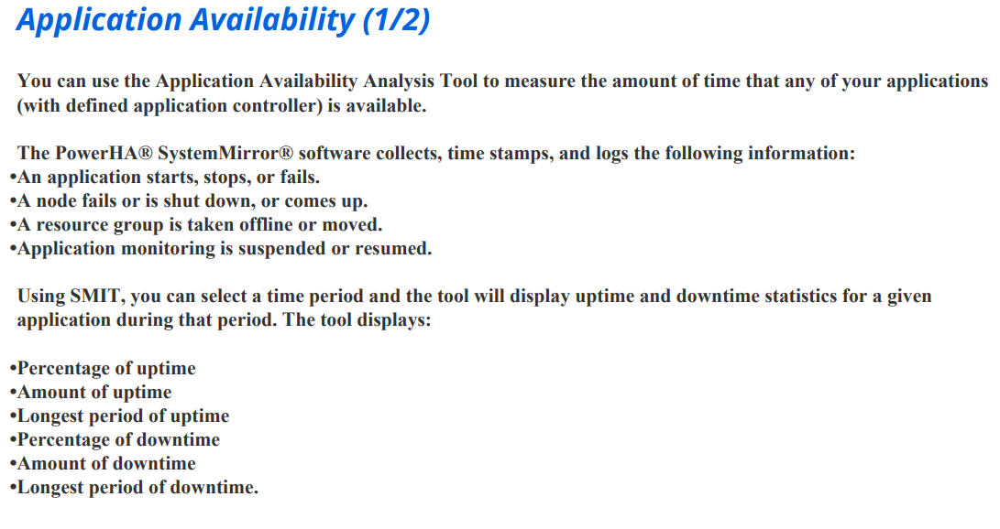 Application Availability (1/2)
You can use the Application Availability Analysis Tool to measure the amount of time that any of your applications
(with defined application controller) is available.
The PowerHA® SystemMirror® software collects, time stamps, and logs the following information:
•An application starts, stops, or fails.
•A node fails or is shut down, or comes up.
•A resource group is taken offline or moved.
•Application monitoring is suspended or resumed.
Using SMIT, you can select a time period and the tool will display uptime and downtime statistics for a given
application during that period. The tool displays:
•Percentage of uptime
•Amount of uptime
•Longest period of uptime
•Percentage of downtime
•Amount of downtime
•Longest period of downtime.